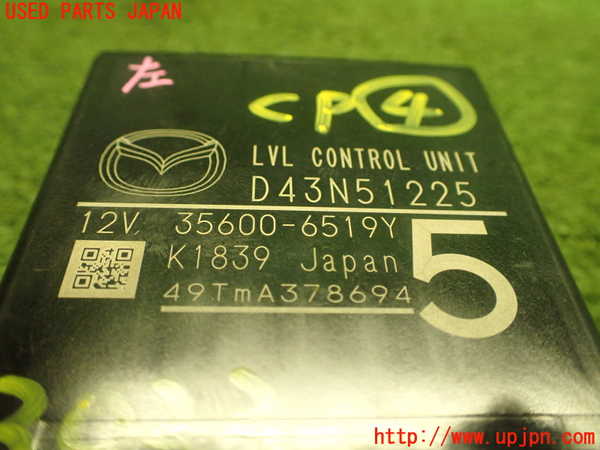 USED PARTS JAPAN
左
CP④
LVL CONTROL UNIT
D43N51225
12V 35600-6519Y
5
K1839 Japan
49TmA378694
http://www.upjpn.com/